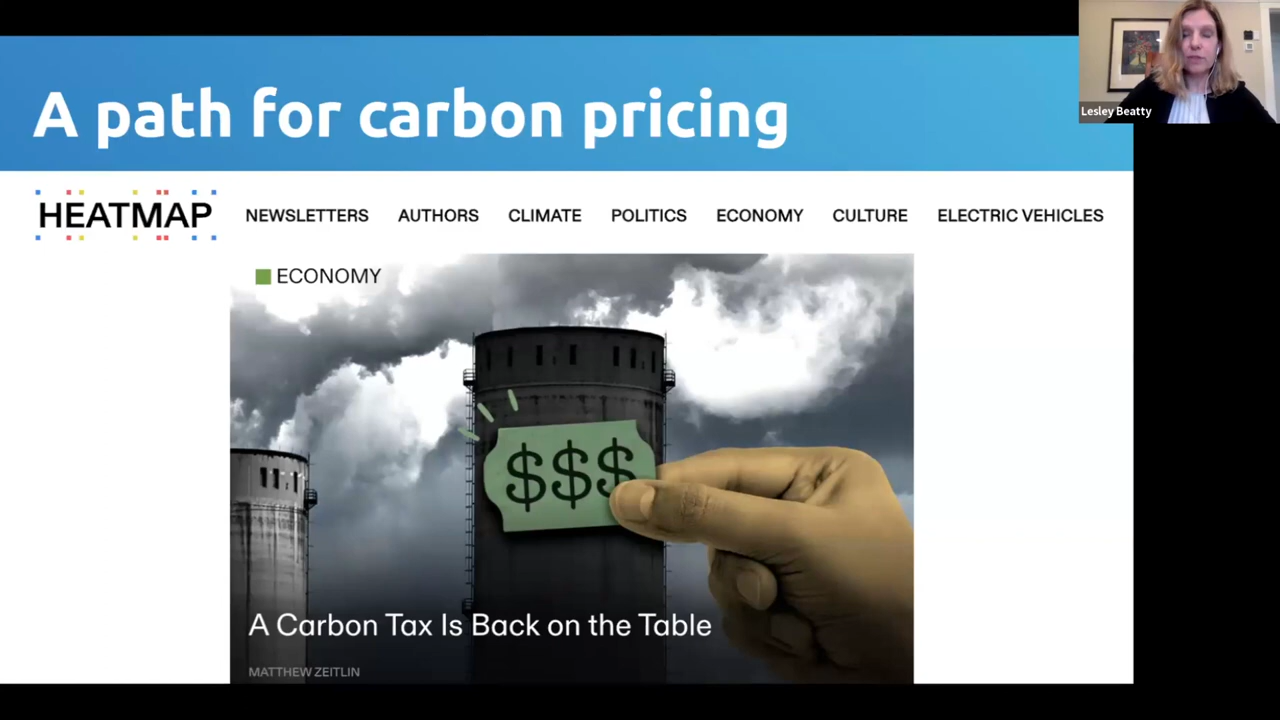 A path for carbon pricing
Lesley Beatty
HEATMAP NEWSLETTERS AUTHORS CLIMATE POLITICS ECONOMY CULTURE ELECTRIC VEHICLES
ECONOMY
$$$
A Carbon Tax Is Back on the Table
MATTHEW ZEITLIN